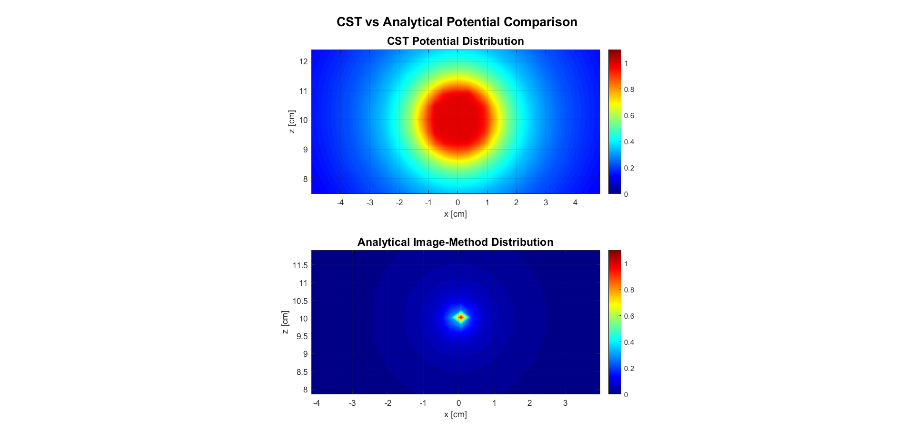 CST vs Analytical Potential Comparison
CST Potential Distribution
12
11
10
9
8
z [cm]
-4 -3 -2 -1 0 1 2 3 4
x [cm]
1
0.8
0.6
0.4
0.2
0
Analytical Image-Method Distribution
11.5
11
10.5
10
9.5
9
8.5
8
z [cm]
-4 -3 -2 -1 0 1 2 3
x [cm]
1
0.8
0.6
0.4
0.2
0